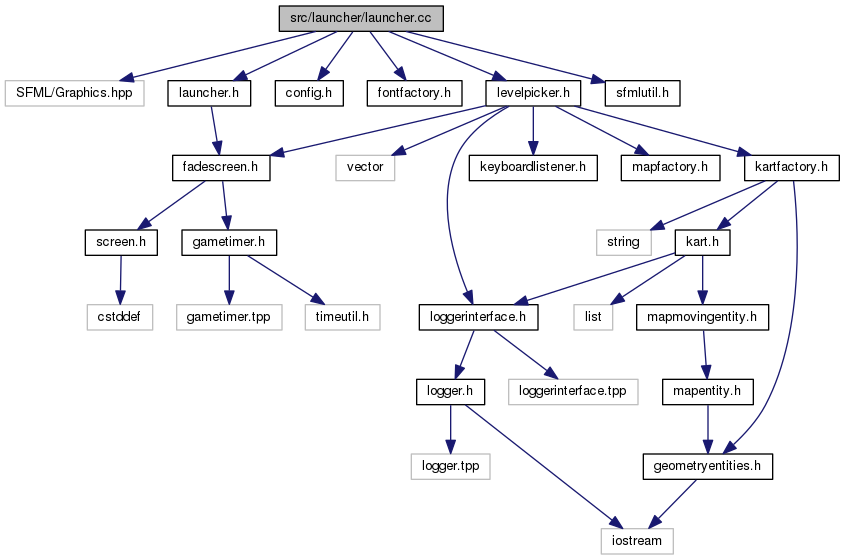 src/launcher/launcher.cc
SFML/Graphics.hpp
launcher.h
config.h
fontfactory.h
levelpicker.h
sfmlutil.h
fadescreen.h
vector
keyboardlistener.h
mapfactory.h
kartfactory.h
screen.h
gametimer.h
string
kart.h
cstddef
gametimer.tpp
timeutil.h
loggerinterface.h
list
mapmovingentity.h
logger.h
loggerinterface.tpp
mapentity.h
logger.tpp
geometryentities.h
iostream